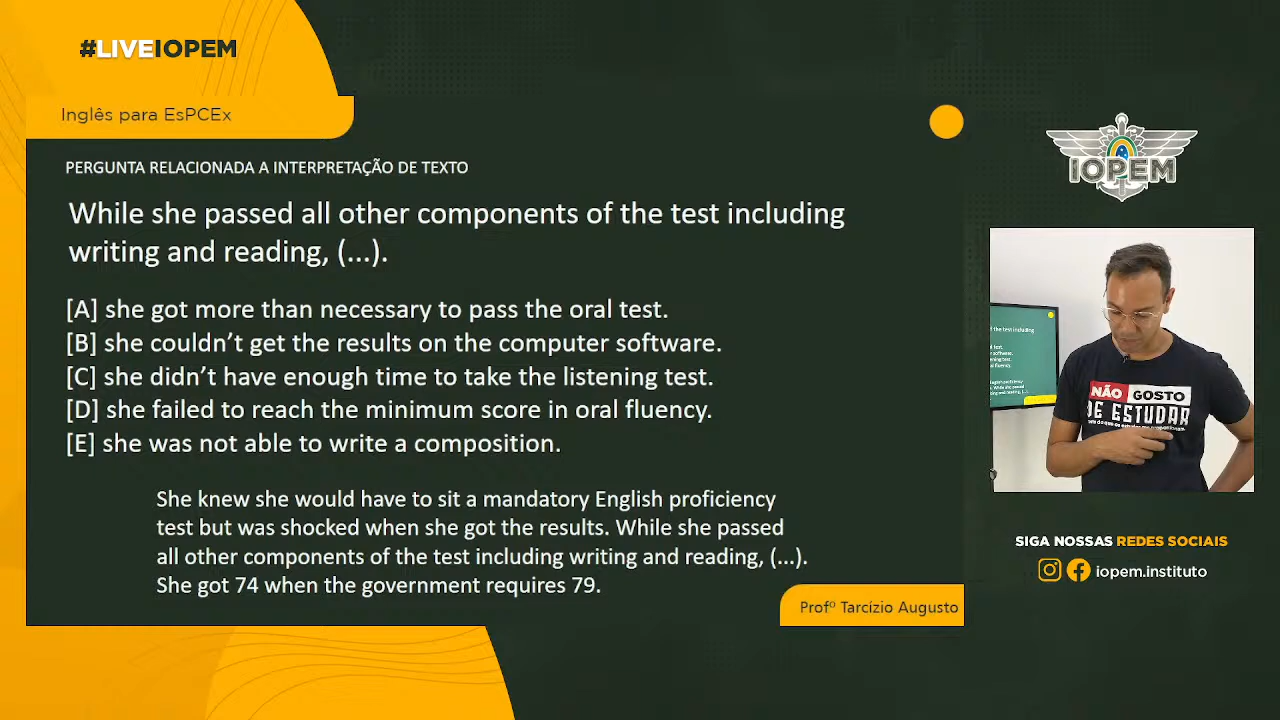 #LIVEIOPEM
Inglês para EsPCEx
PERGUNTA RELACIONADA A INTERPRETAÇÃO DE TEXTO
While she passed all other components of the test including
writing and reading, (...).
[A] she got more than necessary to pass the oral test.
[B] she couldn’t get the results on the computer software.
[C] she didn’t have enough time to take the listening test.
[D] she failed to reach the minimum score in oral fluency.
[E] she was not able to write a composition.
She knew she would have to sit a mandatory English proficiency
test but was shocked when she got the results. While she passed
all other components of the test including writing and reading, (...).
She got 74 when the government requires 79.
Profº Tarcízio Augusto
IOPEM
NÃO GOSTO
DE ESTUDAR
SIGA NOSSAS REDES SOCIAIS
iopem.instituto